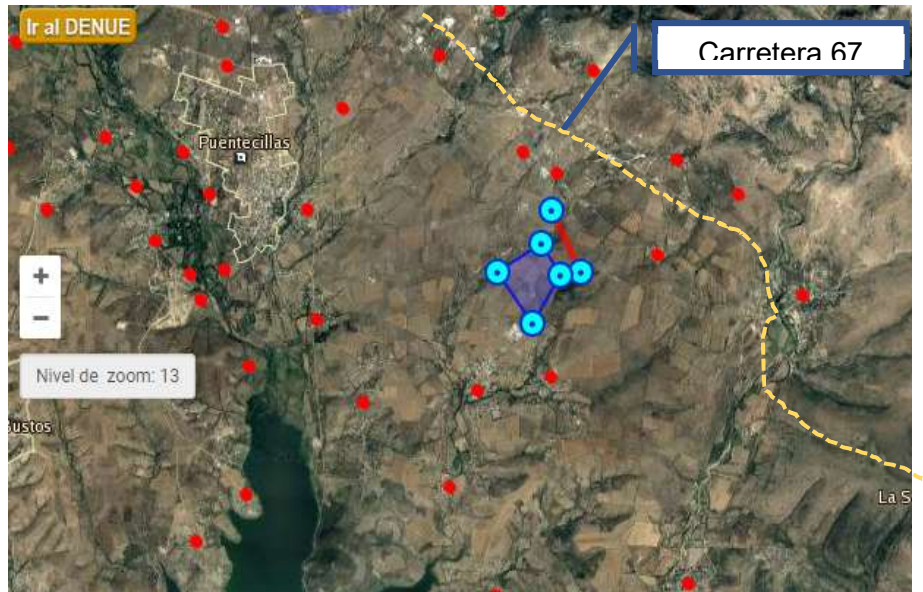 Ir al DENUE
Carretera 67
Puentecillas
+
−
Nivel de zoom: 13
Bustos
La S